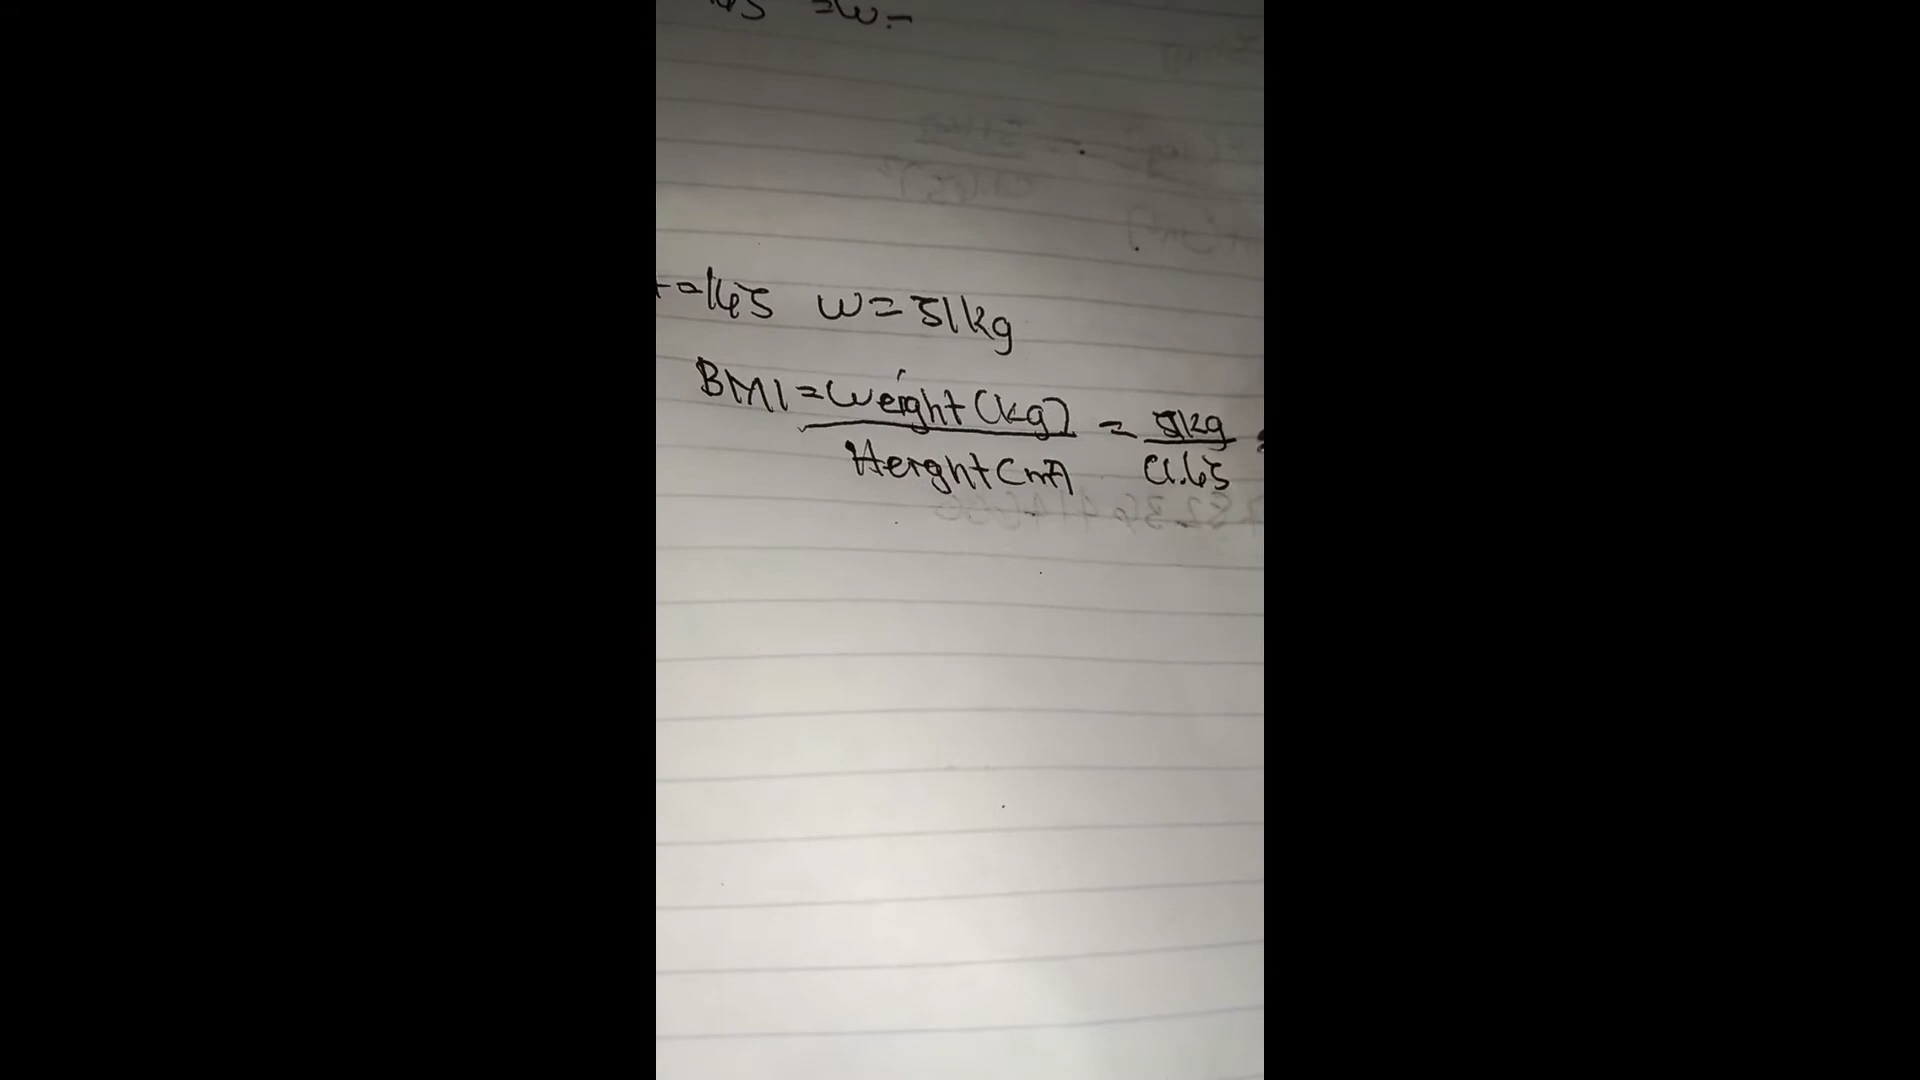 =w-
=165 w=51kg
BMI=weight(kg) = 51kg
Height(m²) (1.65